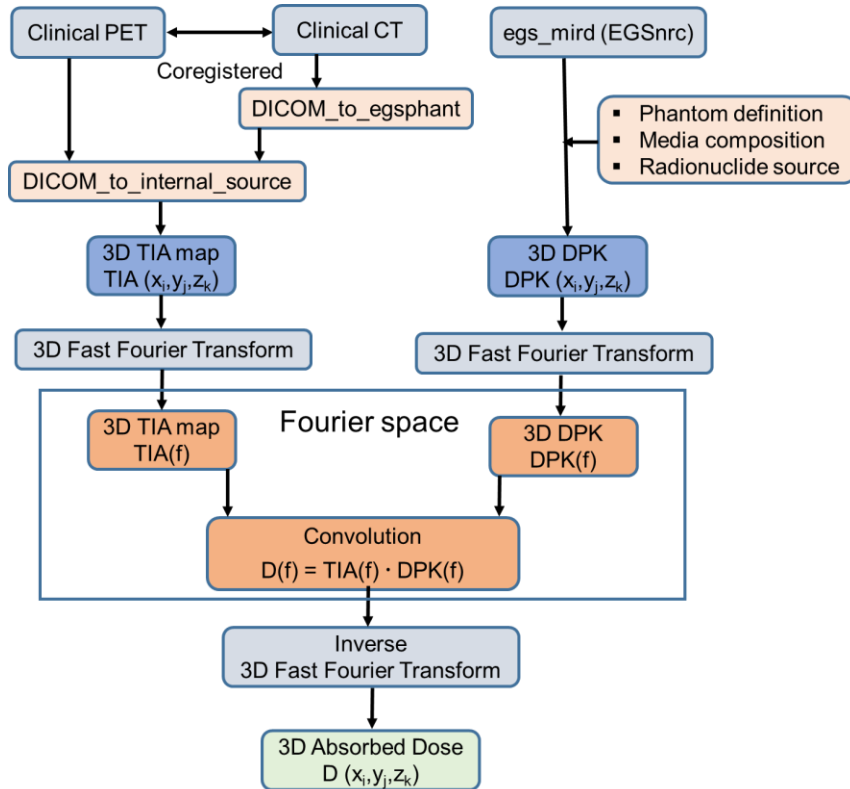 Clinical PET
Clinical CT
egs_mird (EGSnrc)
Coregistered
DICOM_to_egsphant
▪ Phantom definition
▪ Media composition
▪ Radionuclide source
DICOM_to_internal_source
3D TIA map
TIA (xᵢ,yⱼ,zₖ)
3D DPK
DPK (xᵢ,yⱼ,zₖ)
3D Fast Fourier Transform
3D Fast Fourier Transform
Fourier space
3D TIA map
TIA(f)
3D DPK
DPK(f)
Convolution
D(f) = TIA(f) · DPK(f)
Inverse
3D Fast Fourier Transform
3D Absorbed Dose
D (xᵢ,yⱼ,zₖ)